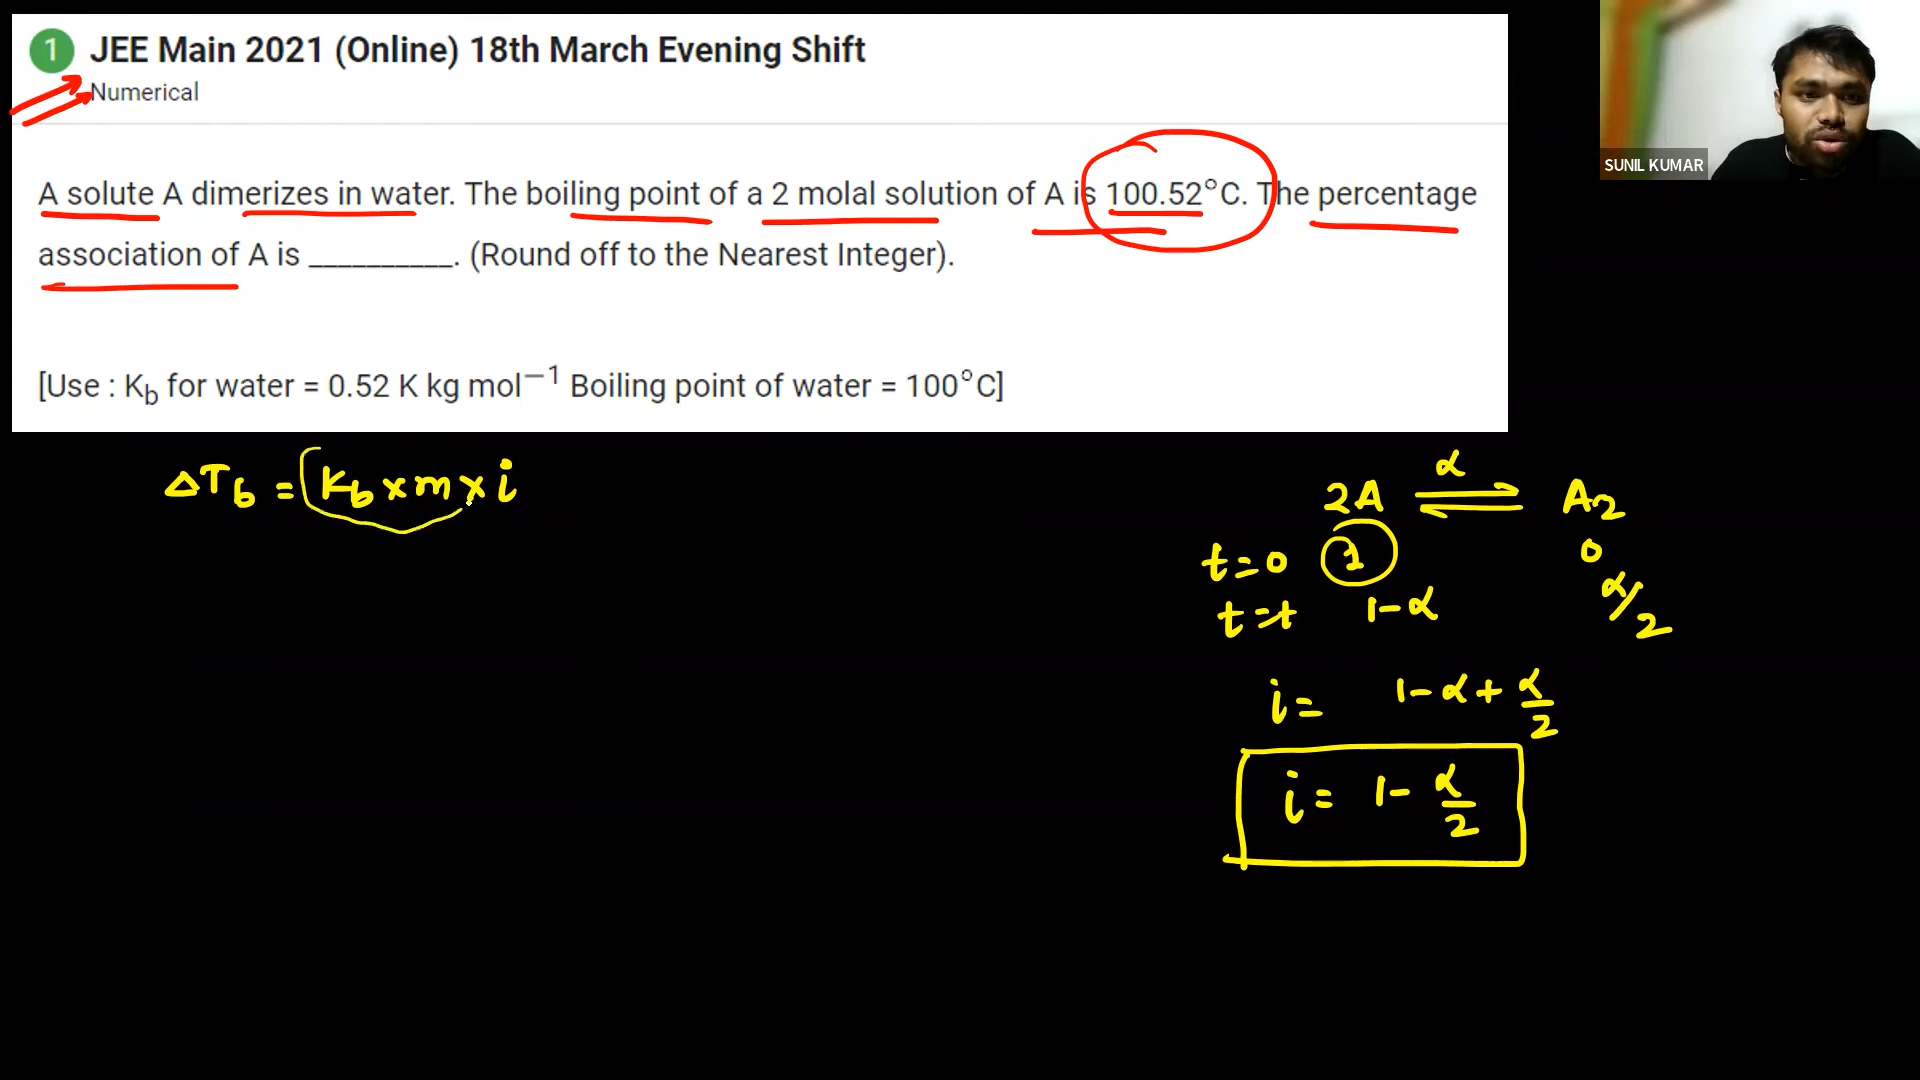 1 JEE Main 2021 (Online) 18th March Evening Shift
Numerical
SUNIL KUMAR
A solute A dimerizes in water. The boiling point of a 2 molal solution of A is 100.52°C. The percentage
association of A is __________. (Round off to the Nearest Integer).
[Use : K_b for water = 0.52 K kg mol⁻¹ Boiling point of water = 100°C]
ΔT_b = K_b × m × i
α
2A ⇌ A₂
t=0 1 0
t=t 1-α α/2
i = 1-α+α/2
i = 1-α/2